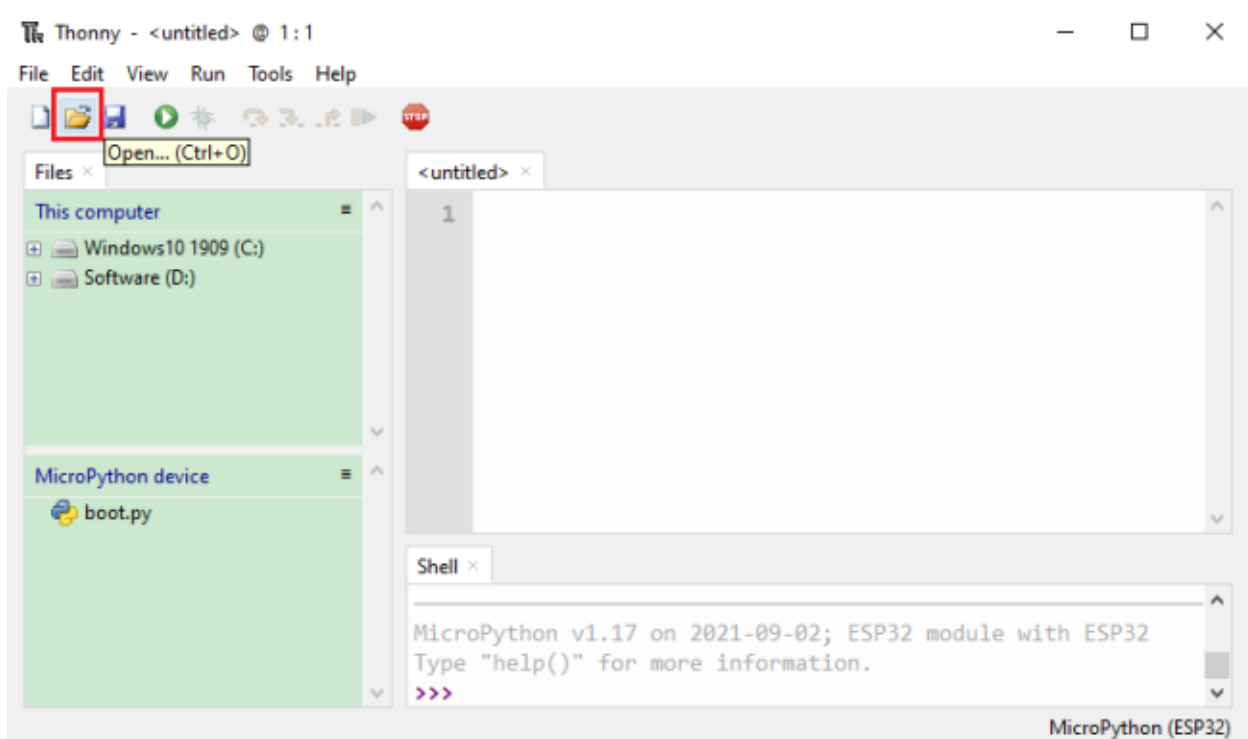 Thonny - <untitled> @ 1:1
File Edit View Run Tools Help
STOP
Open... (Ctrl+O)
Files
<untitled>
This computer
1
Windows10 1909 (C:)
Software (D:)
MicroPython device
boot.py
Shell
MicroPython v1.17 on 2021-09-02; ESP32 module with ESP32
Type "help()" for more information.
>>>
MicroPython (ESP32)